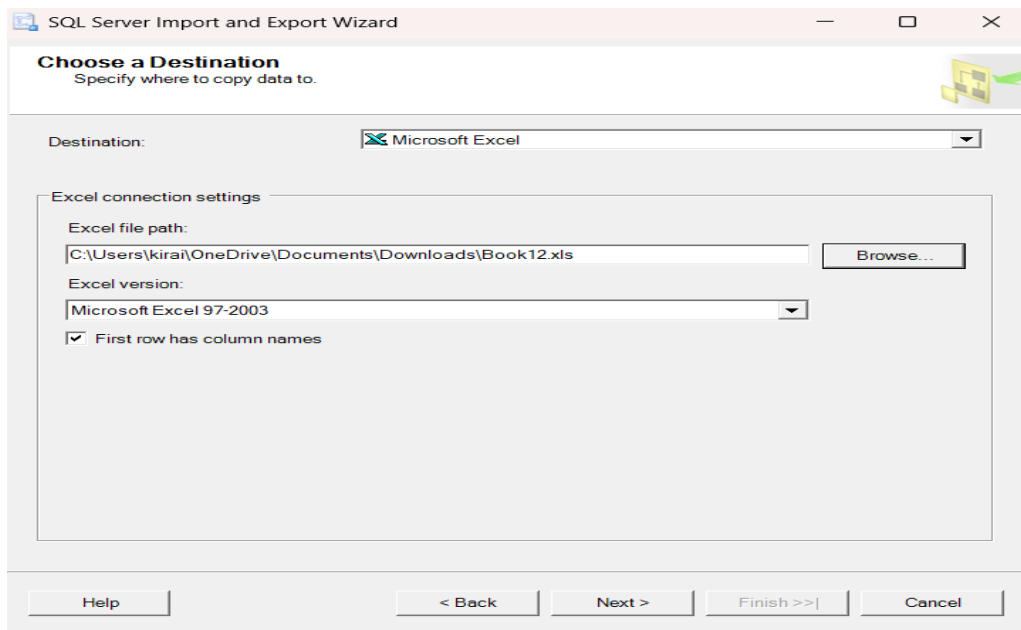 SQL Server Import and Export Wizard
Choose a Destination
Specify where to copy data to.
Destination:
Microsoft Excel
Excel connection settings
Excel file path:
C:\Users\kirai\OneDrive\Documents\Downloads\Book12.xls
Browse...
Excel version:
Microsoft Excel 97-2003
First row has column names
Help
< Back
Next >
Finish >>|
Cancel